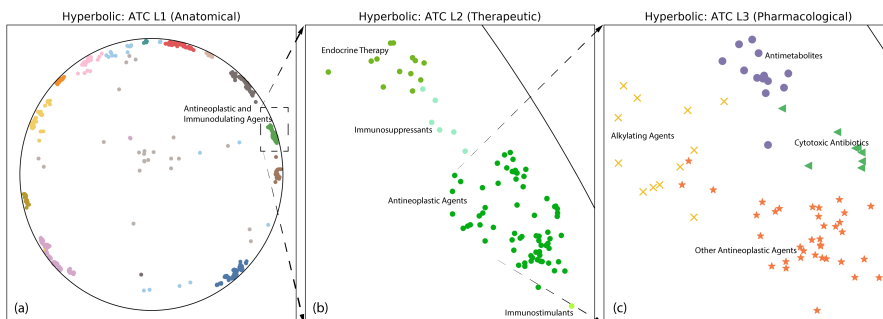 Hyperbolic: ATC L1 (Anatomical)
Antineoplastic and
Immunodulating Agents
(a)
Hyperbolic: ATC L2 (Therapeutic)
Endocrine Therapy
Immunosuppressants
Antineoplastic Agents
Immunostimulants
(b)
Hyperbolic: ATC L3 (Pharmacological)
Antimetabolites
Alkylating Agents
Cytotoxic Antibiotics
Other Antineoplastic Agents
(c)